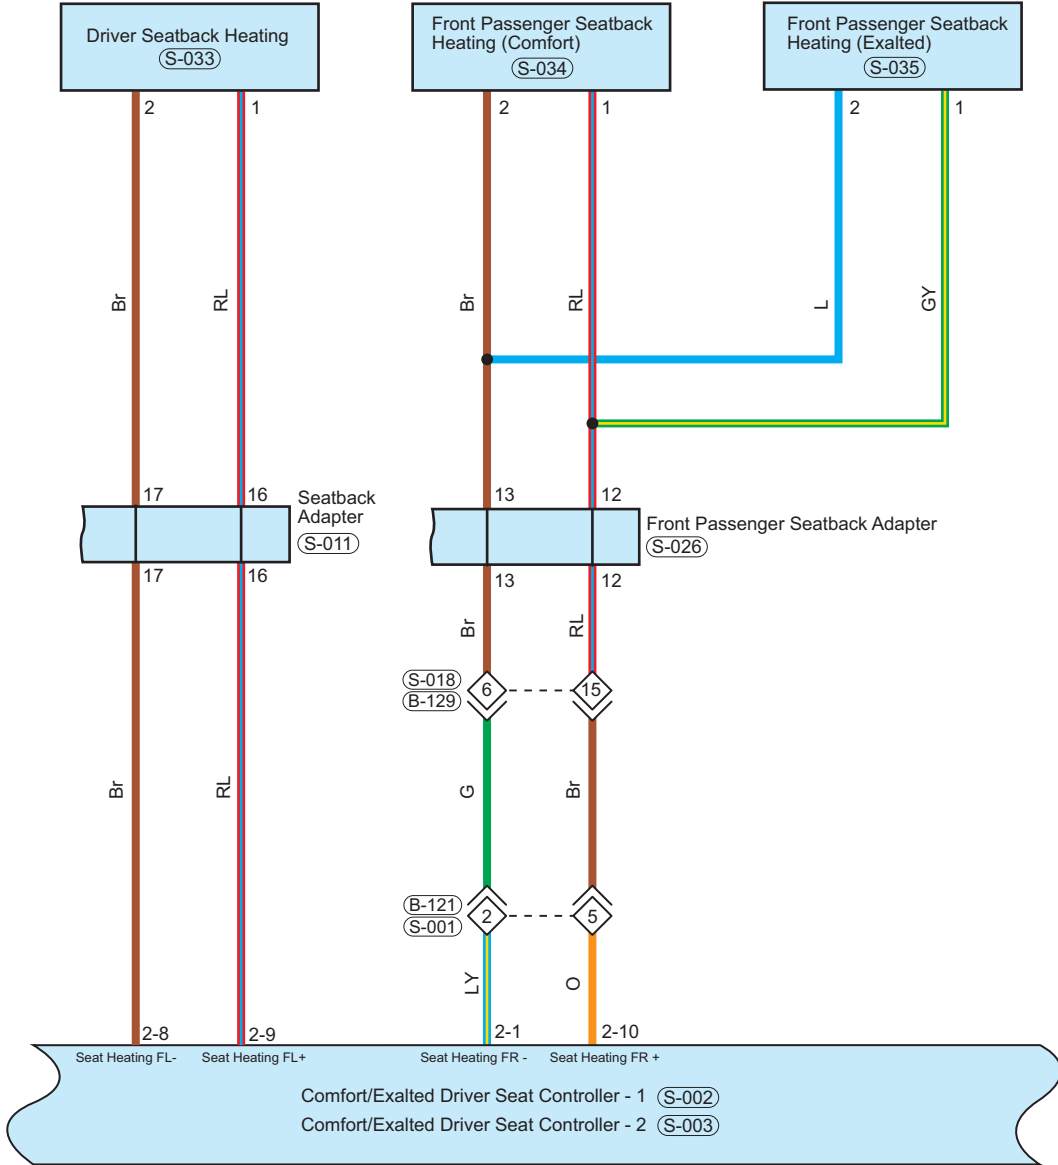 Driver Seatback Heating
S-033
Front Passenger Seatback
Heating (Comfort)
S-034
Front Passenger Seatback
Heating (Exalted)
S-035
2 1 2 1 2 1
Br RL Br RL L GY
17 16
Seatback
Adapter
S-011
17 16
13 12
Front Passenger Seatback Adapter
S-026
13 12
Br RL
S-018
B-129
6 15
Br RL G Br
B-121
S-001
2 5
LY O
2-8 2-9 2-1 2-10
Seat Heating FL- Seat Heating FL+ Seat Heating FR - Seat Heating FR +
Comfort/Exalted Driver Seat Controller - 1 S-002
Comfort/Exalted Driver Seat Controller - 2 S-003